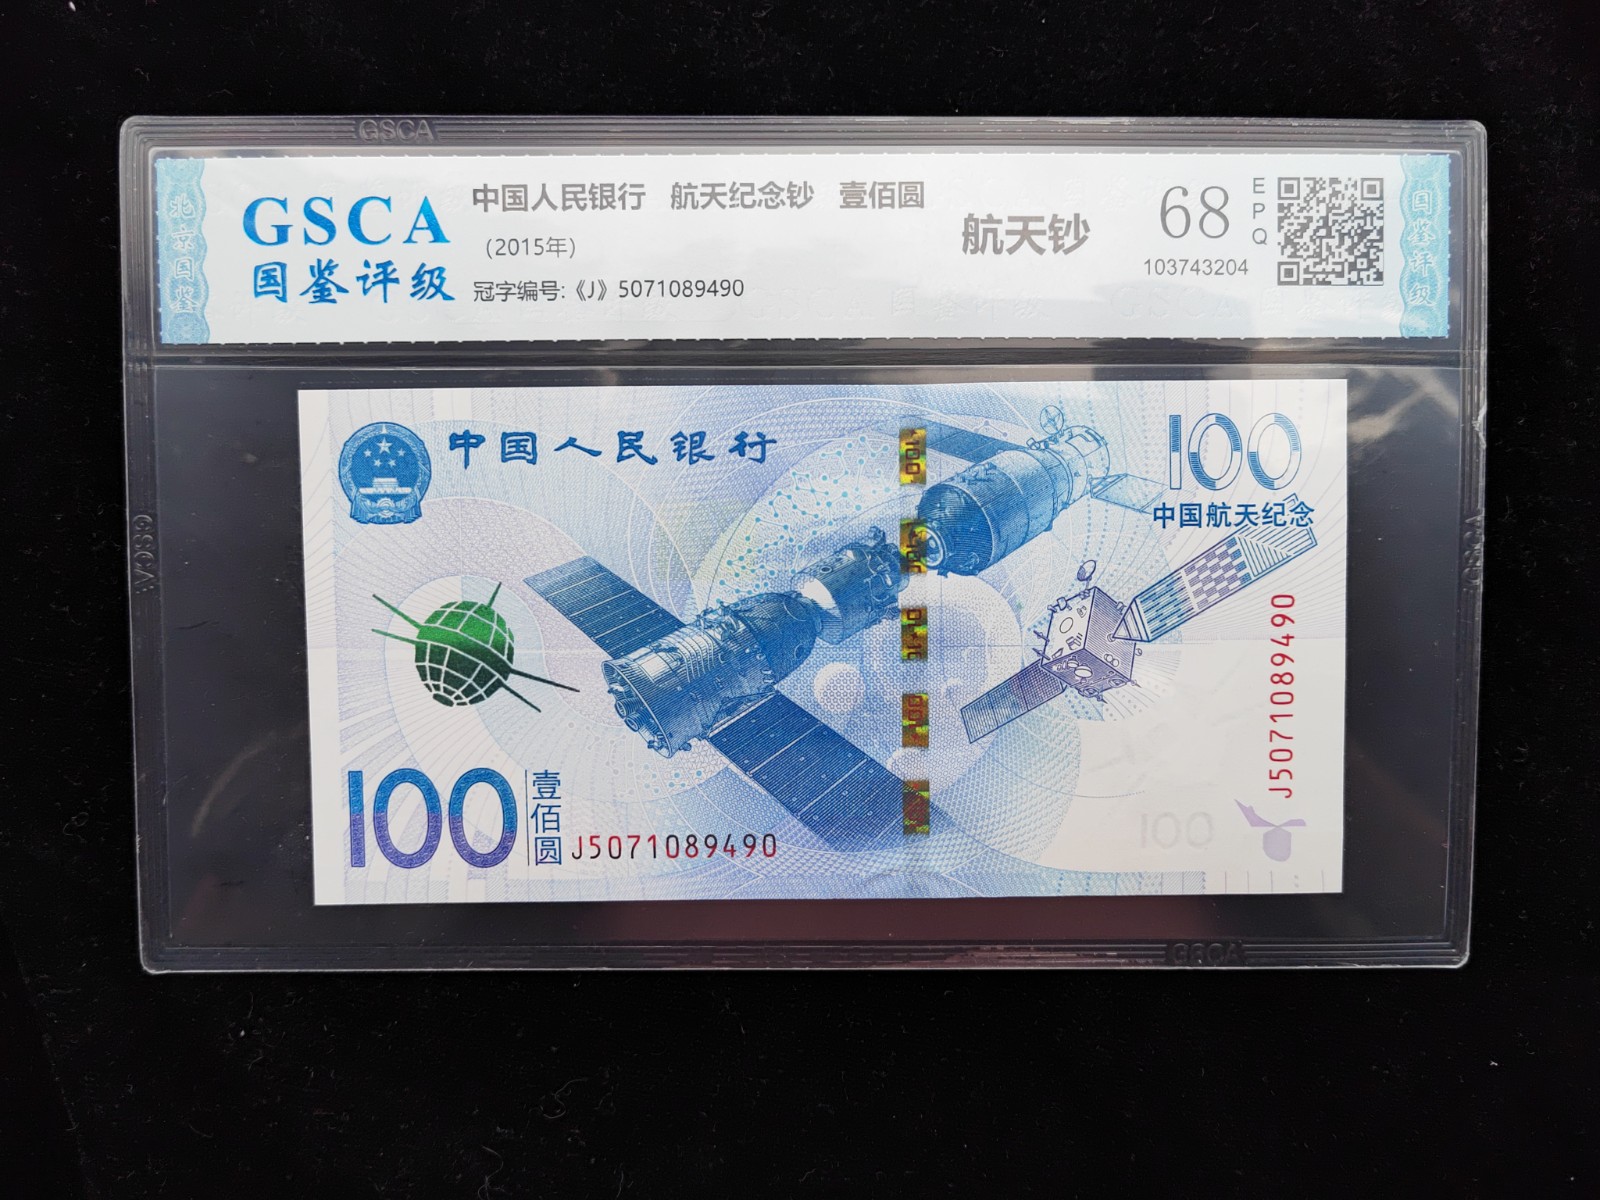 GSCA
北京国鉴
GSCA
国鉴评级
中国人民银行 航天纪念钞 壹佰圆
(2015年)
冠字编号:《J》5071089490
航天钞
68
EPQ
103743204
国鉴评级
中国人民银行
100
中国航天纪念
J5071089490
100
壹佰圆
J5071089490
100
GSCA
GSCA
GSCA